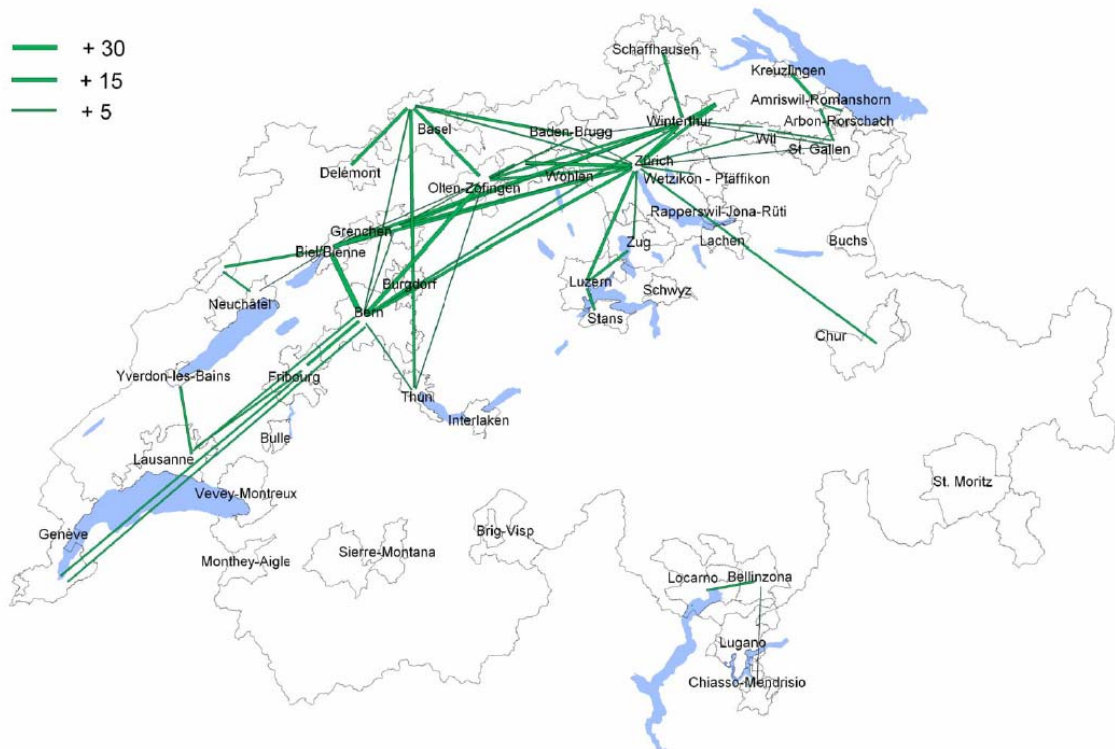 + 30
+ 15
+ 5
Schaffhausen
Kreuzlingen
Amriswil-Romanshorn
Arbon-Rorschach
Winterthur
Basel
Baden-Brugg
Wil
St. Gallen
Zürich
Delémont
Olten-Zofingen
Wohlen
Wetzikon - Pfäffikon
Rapperswil-Jona-Rüti
Grenchen
Biel/Bienne
Zug
Lachen
Buchs
Burgdorf
Luzern
Schwyz
Neuchâtel
Bern
Stans
Chur
Yverdon-les-Bains
Fribourg
Thun
Interlaken
Bulle
Lausanne
Vevey-Montreux
St. Moritz
Genève
Brig-Visp
Sierre-Montana
Monthey-Aigle
Locarno
Bellinzona
Lugano
Chiasso-Mendrisio